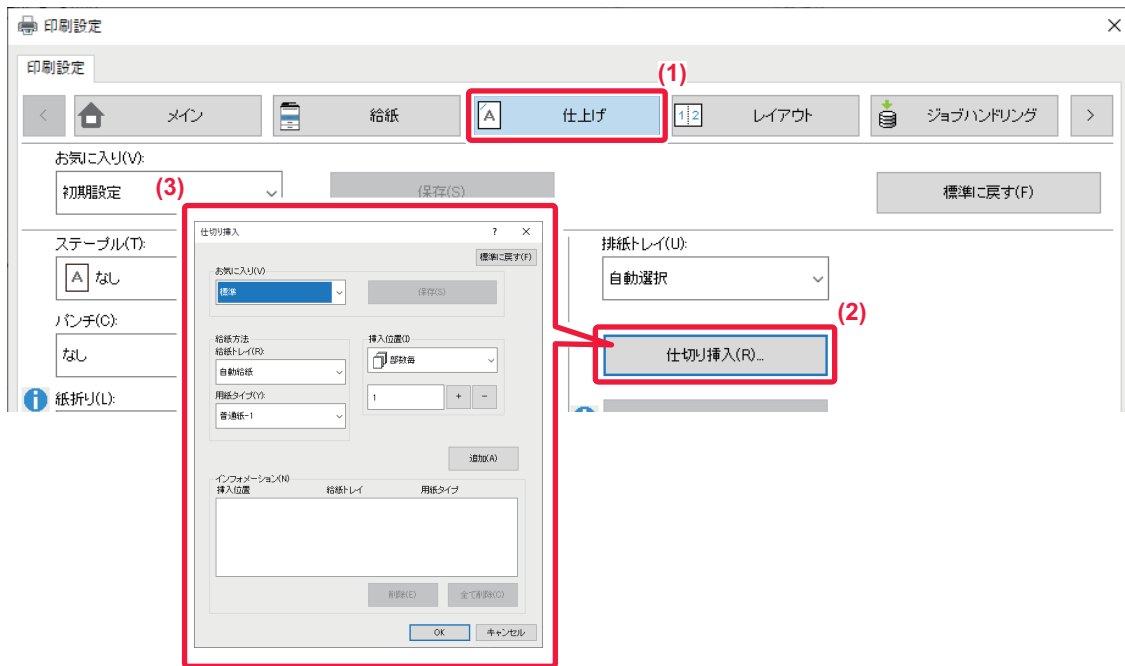 印刷設定
印刷設定
(1)
メイン
給紙
仕上げ
1 2
レイアウト
ジョブハンドリング
お気に入り(V):
初期設定
(3)
保存(S)
標準に戻す(F)
ステープル(T):
A なし
パンチ(C):
なし
紙折り(L):
仕切り挿入
? ×
標準に戻す(F)
お気に入り(V)
標準
保存(S)
給紙方法
給紙トレイ(R):
自動給紙
用紙タイプ(Y):
普通紙-1
挿入位置(I)
部数毎
1
+ -
追加(A)
インフォメーション(N)
挿入位置 給紙トレイ 用紙タイプ
削除(E) 全て削除(C)
OK キャンセル
排紙トレイ(U):
自動選択
(2)
仕切り挿入(R)...